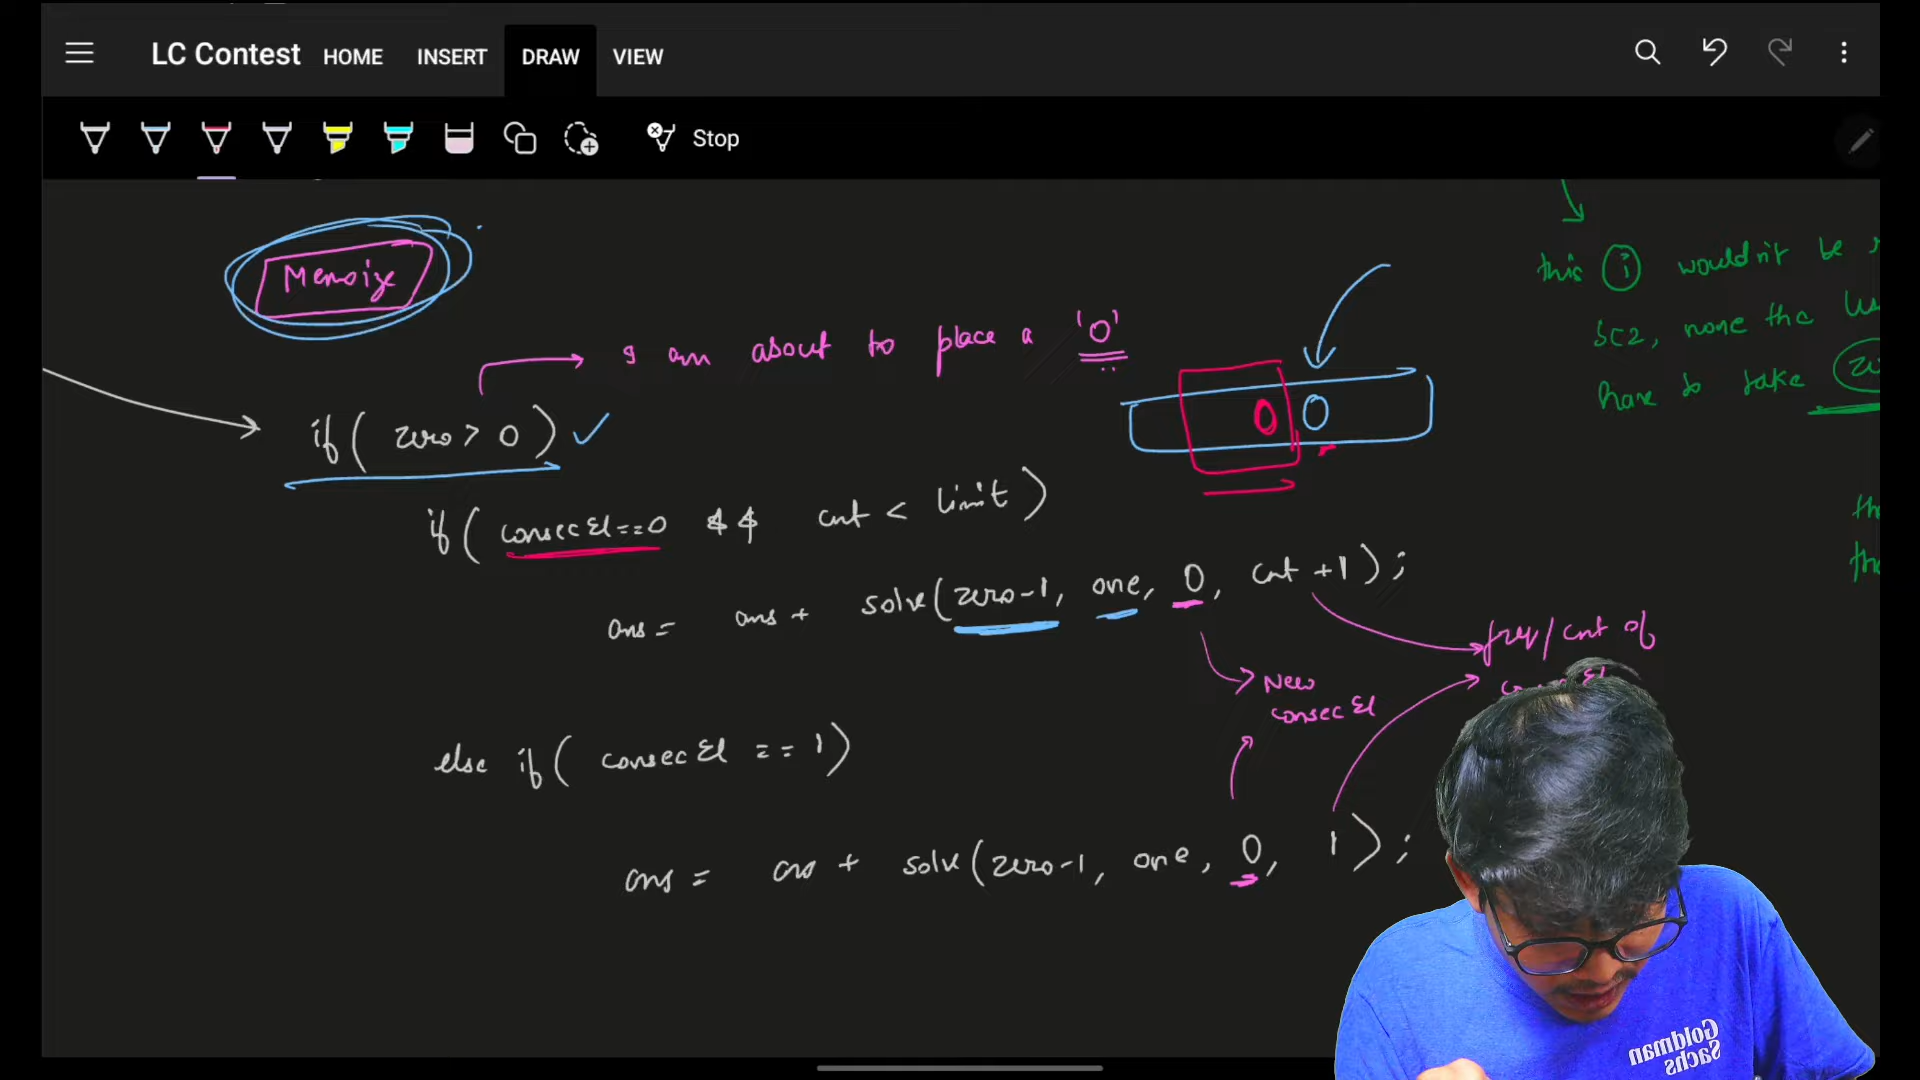 LC Contest HOME INSERT DRAW VIEW
Stop
Memoize
I am about to place a '0'
this i wouldn't be
sc2, none the
have to take
0 0
if( zero > 0 )
if( consecEl==0 && cnt < limit )
ans = ans + solve(zero-1, one, 0, cnt +1);
freq/cnt of
New
consec El
else if( consec El == 1)
ans = ans + solve(zero-1, one, 0, 1);
Goldman
Sachs